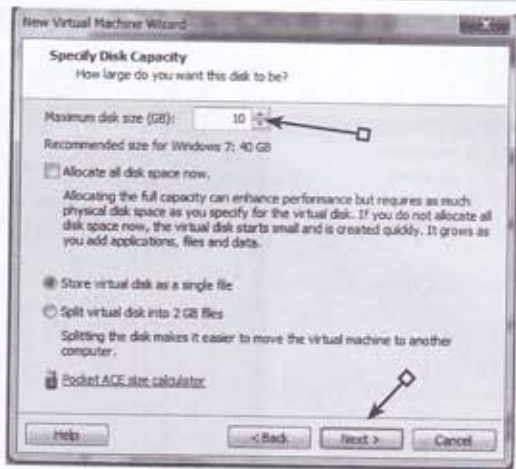 New Virtual Machine Wizard
Specify Disk Capacity
How large do you want this disk to be?
Maximum disk size (GB): 10
Recommended size for Windows 7: 40 GB
Allocate all disk space now.
Allocating the full capacity can enhance performance but requires as much
physical disk space as you specify for the virtual disk. If you do not allocate all
disk space now, the virtual disk starts small and is created quickly. It grows as
you add applications, files and data.
Store virtual disk as a single file
Split virtual disk into 2 GB files
Splitting the disk makes it easier to move the virtual machine to another
computer.
Pocket ACE size calculator
Help < Back Next > Cancel